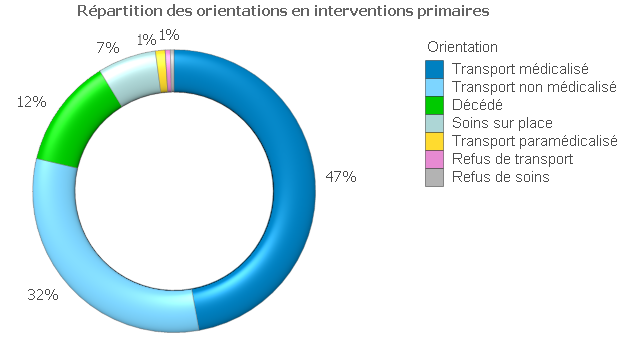 Répartition des orientations en interventions primaires
Orientation
Transport médicalisé
Transport non médicalisé
Décédé
Soins sur place
Transport paramédicalisé
Refus de transport
Refus de soins
1%
1%
7%
12%
47%
32%